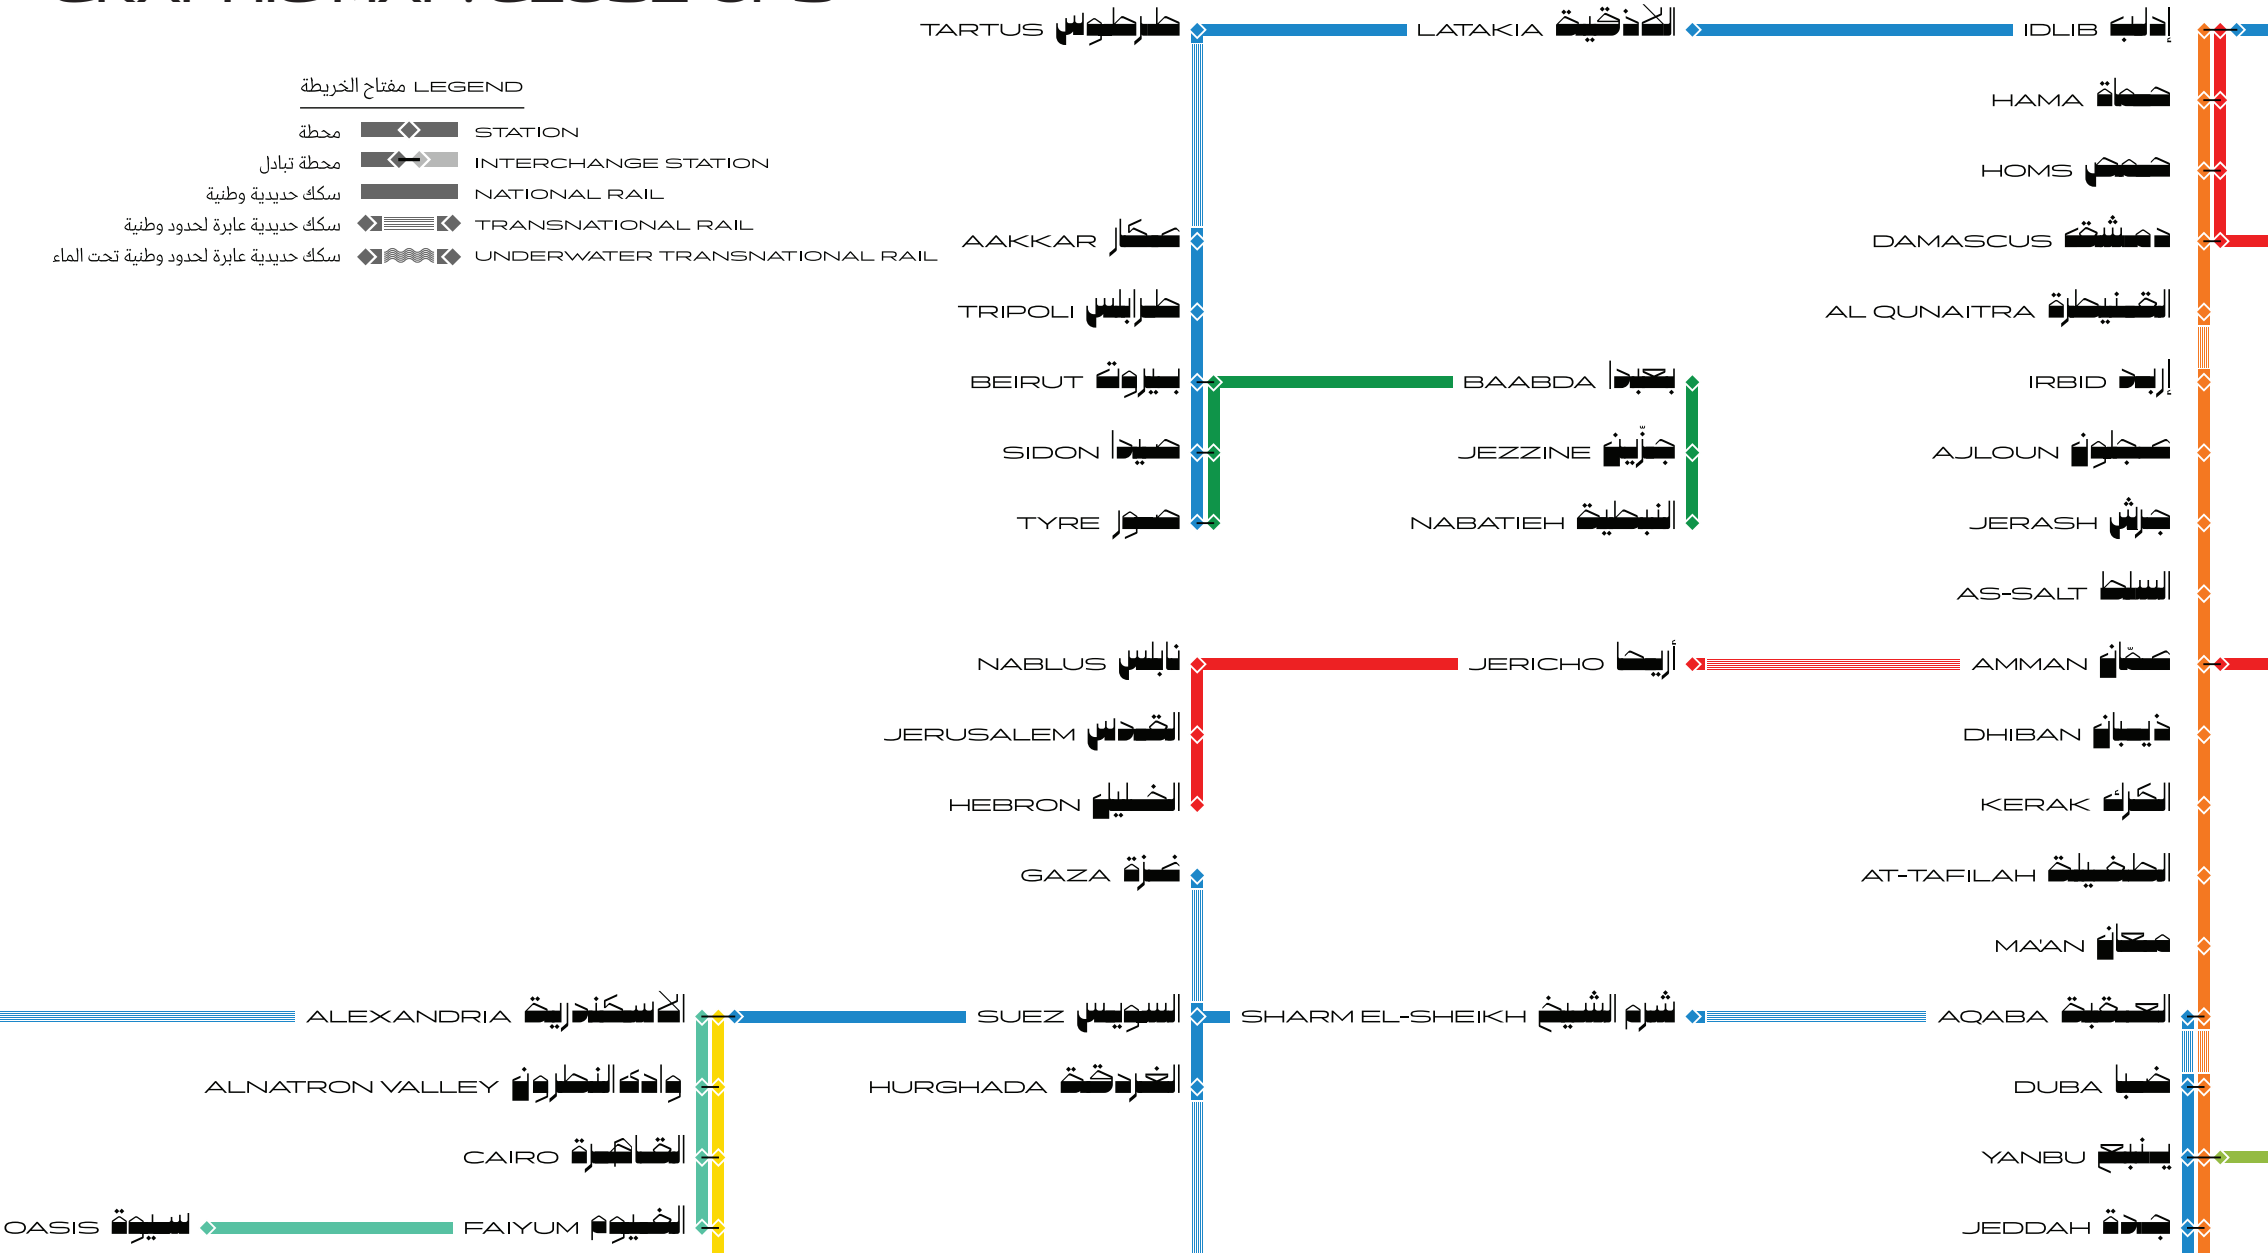 LEGEND مفتاح الخريطة
محطة STATION
محطة تبادل INTERCHANGE STATION
سكك حديدية وطنية NATIONAL RAIL
سكك حديدية عابرة لحدود وطنية TRANSNATIONAL RAIL
سكك حديدية عابرة لحدود وطنية تحت الماء UNDERWATER TRANSNATIONAL RAIL
TARTUS طرطوس
LATAKIA اللاذقية
IDLIB إدلب
HAMA حماة
HOMS حمص
AAKKAR عكار
DAMASCUS دمشق
TRIPOLI طرابلس
AL QUNAITRA القنيطرة
BEIRUT بيروت
BAABDA بعبدا
IRBID إربد
SIDON صيدا
JEZZINE جزّين
AJLOUN عجلون
TYRE صور
NABATIEH النبطية
JERASH جرش
AS-SALT السلط
NABLUS نابلس
JERICHO أريحا
AMMAN عمّان
JERUSALEM القدس
DHIBAN ذيبان
HEBRON الخليل
KERAK الكرك
GAZA غزة
AT-TAFILAH الطفيلة
MA'AN معان
ALEXANDRIA الاسكندرية
SUEZ السويس
SHARM EL-SHEIKH شرم الشيخ
AQABA العقبة
ALNATRON VALLEY وادي النطرون
HURGHADA الغردقة
DUBA ضبا
CAIRO القاهرة
YANBU ينبع
OASIS سيوة
FAIYUM الفيوم
JEDDAH جدة